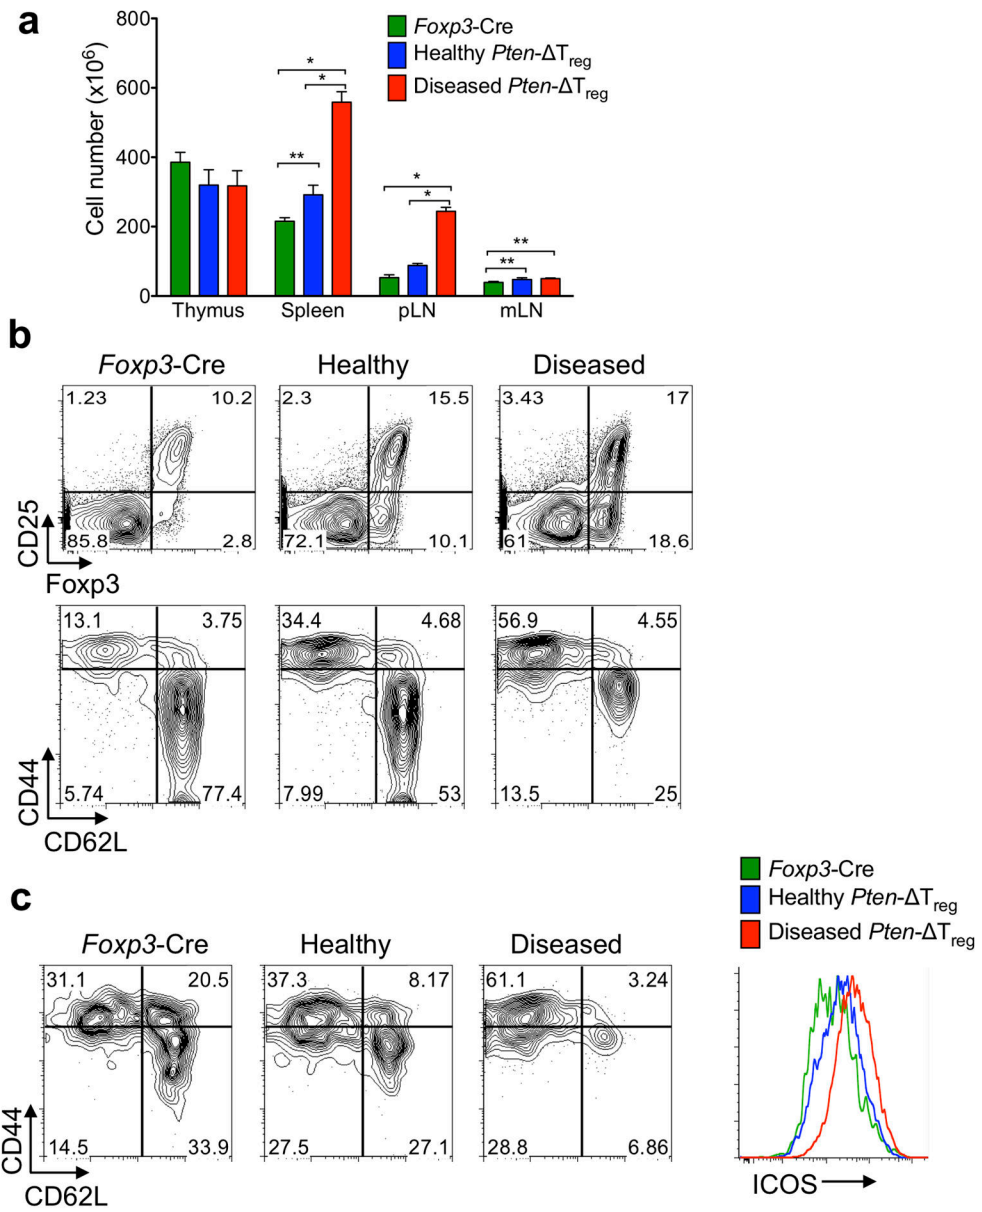 a
800
600
400
200
0
Cell number (x10⁶)
Foxp3-Cre
Healthy Pten-ΔTreg
Diseased Pten-ΔTreg
*
*
**
*
*
**
**
Thymus Spleen pLN mLN
b
Foxp3-Cre Healthy Diseased
1.23 10.2 2.3 15.5 3.43 17
85.8 2.8 72.1 10.1 61 18.6
CD25
Foxp3
13.1 3.75 34.4 4.68 56.9 4.55
5.74 77.4 7.99 53 13.5 25
CD44
CD62L
c
Foxp3-Cre
Healthy Pten-ΔTreg
Diseased Pten-ΔTreg
Foxp3-Cre Healthy Diseased
31.1 20.5 37.3 8.17 61.1 3.24
14.5 33.9 27.5 27.1 28.8 6.86
CD44
CD62L
ICOS